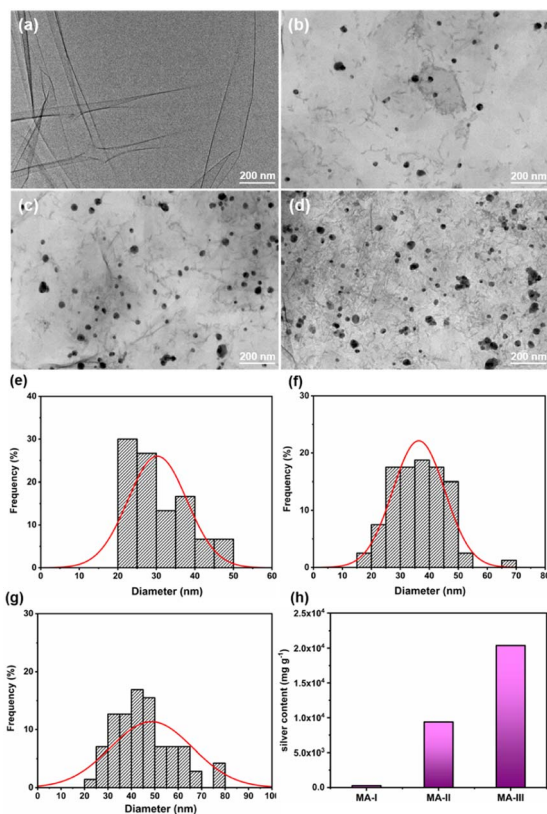 (a)
200 nm
(b)
200 nm
(c)
200 nm
(d)
200 nm
(e)
Frequency (%)
40
30
20
10
0
0 10 20 30 40 50 60
Diameter (nm)
(f)
Frequency (%)
30
20
10
0
0 10 20 30 40 50 60 70 80
Diameter (nm)
(g)
Frequency (%)
30
20
10
0
0 10 20 30 40 50 60 70 80 90 100
Diameter (nm)
(h)
silver content (mg g⁻¹)
2.5x10⁴
2.0x10⁴
1.5x10⁴
1.0x10⁴
5.0x10³
0.0
MA-I MA-II MA-III